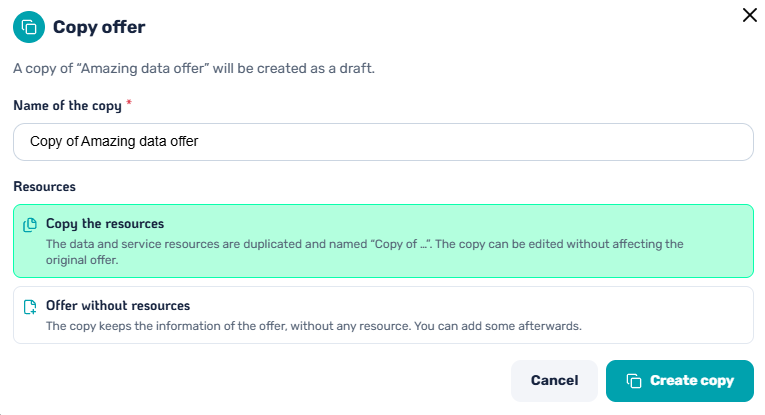 Copy offer
A copy of “Amazing data offer” will be created as a draft.
Name of the copy *
Copy of Amazing data offer
Resources
Copy the resources
The data and service resources are duplicated and named “Copy of ...”. The copy can be edited without affecting the
original offer.
Offer without resources
The copy keeps the information of the offer, without any resource. You can add some afterwards.
Cancel
Create copy